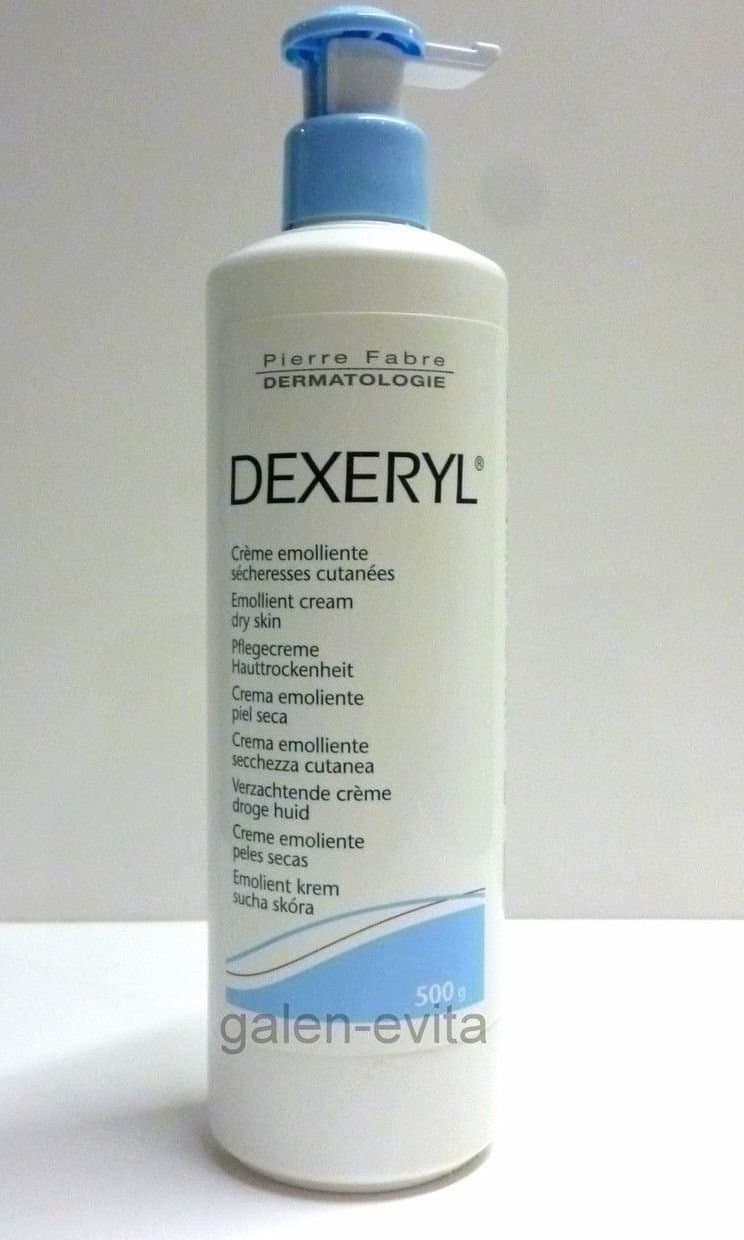 Pierre Fabre
DERMATOLOGIE
DEXERYL®
Crème emolliente
sécheresses cutanées
Emollient cream
dry skin
Pflegecreme
Hauttrockenheit
Crema emoliente
piel seca
Crema emolliente
secchezza cutanea
Verzachtende crème
droge huid
Creme emoliente
peles secas
Emolient krem
sucha skóra
500 g
galen-evita